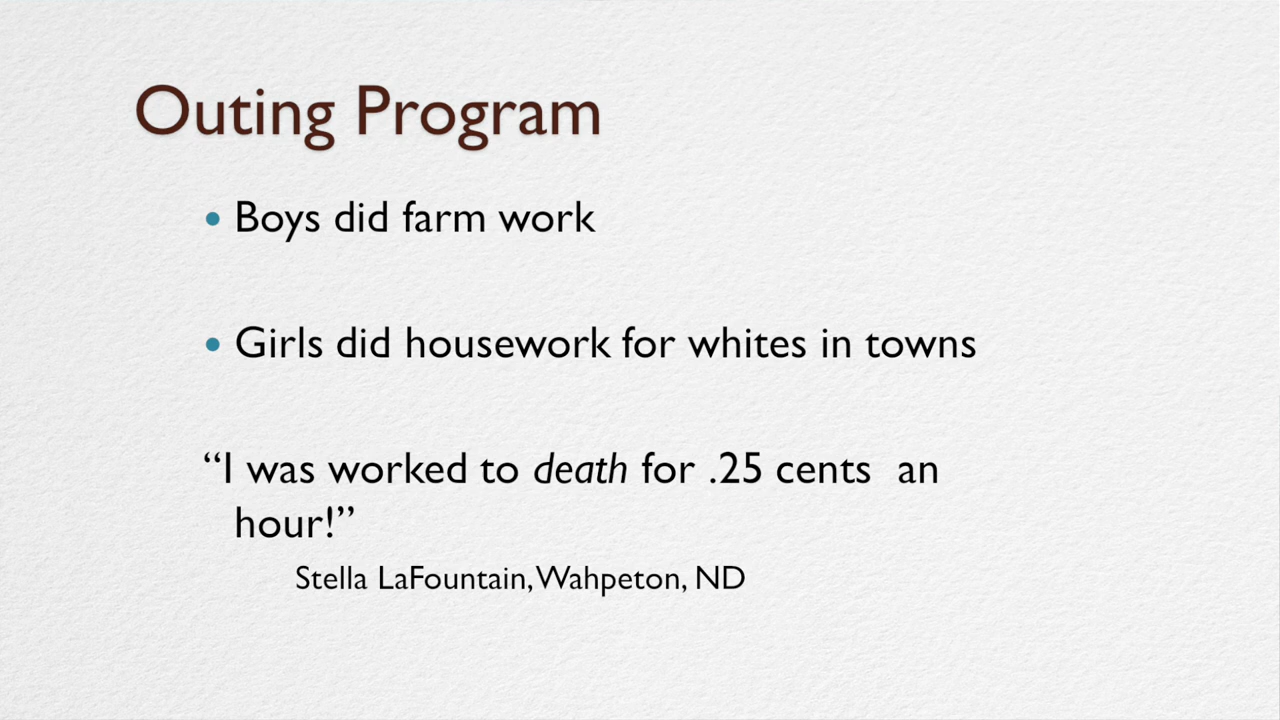 Outing Program
• Boys did farm work
• Girls did housework for whites in towns
“I was worked to death for .25 cents  an
hour!”
Stella LaFountain, Wahpeton, ND